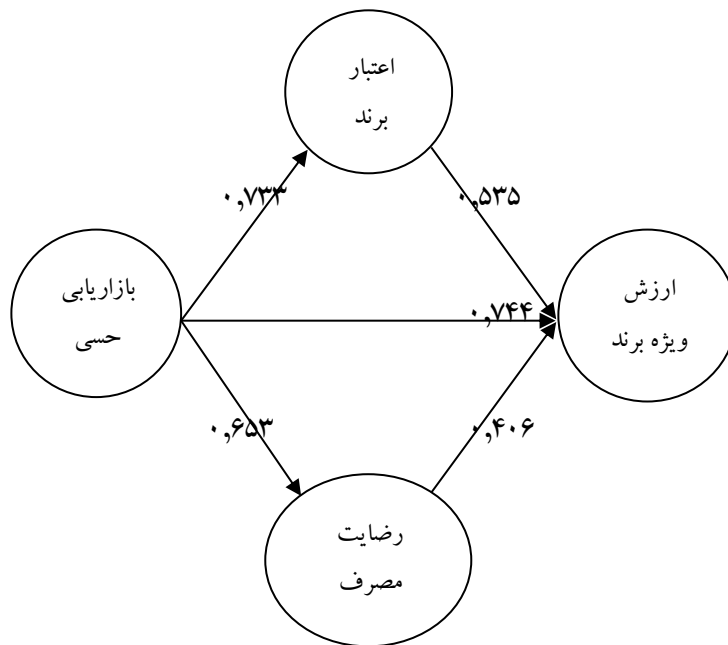 اعتبار
برند
۰,۷۳۳
۰,۵۳۵
بازاریابی
حسی
۰,۷۴۴
ارزش
ویژه برند
۰,۶۵۳
۰,۴۰۶
رضایت
مصرف